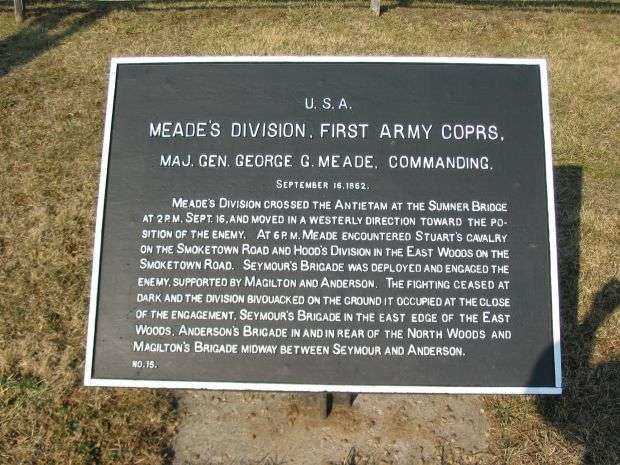 U. S. A.
MEADE'S DIVISION, FIRST ARMY COPRS,
MAJ. GEN. GEORGE G. MEADE, COMMANDING.
SEPTEMBER 16, 1862.
MEADE'S DIVISION CROSSED THE ANTIETAM AT THE SUMNER BRIDGE
AT 2 P.M. SEPT. 16, AND MOVED IN A WESTERLY DIRECTION TOWARD THE PO-
SITION OF THE ENEMY. AT 6 P.M. MEADE ENCOUNTERED STUART'S CAVALRY
ON THE SMOKETOWN ROAD AND HOOD'S DIVISION IN THE EAST WOODS ON THE
SMOKETOWN ROAD. SEYMOUR'S BRIGADE WAS DEPLOYED AND ENGAGED THE
ENEMY, SUPPORTED BY MAGILTON AND ANDERSON. THE FIGHTING CEASED AT
DARK AND THE DIVISION BIVOUACKED ON THE GROUND IT OCCUPIED AT THE CLOSE
OF THE ENGAGEMENT, SEYMOUR'S BRIGADE IN THE EAST EDGE OF THE EAST
WOODS, ANDERSON'S BRIGADE IN AND IN REAR OF THE NORTH WOODS AND
MAGILTON'S BRIGADE MIDWAY BETWEEN SEYMOUR AND ANDERSON.
NO. 15.